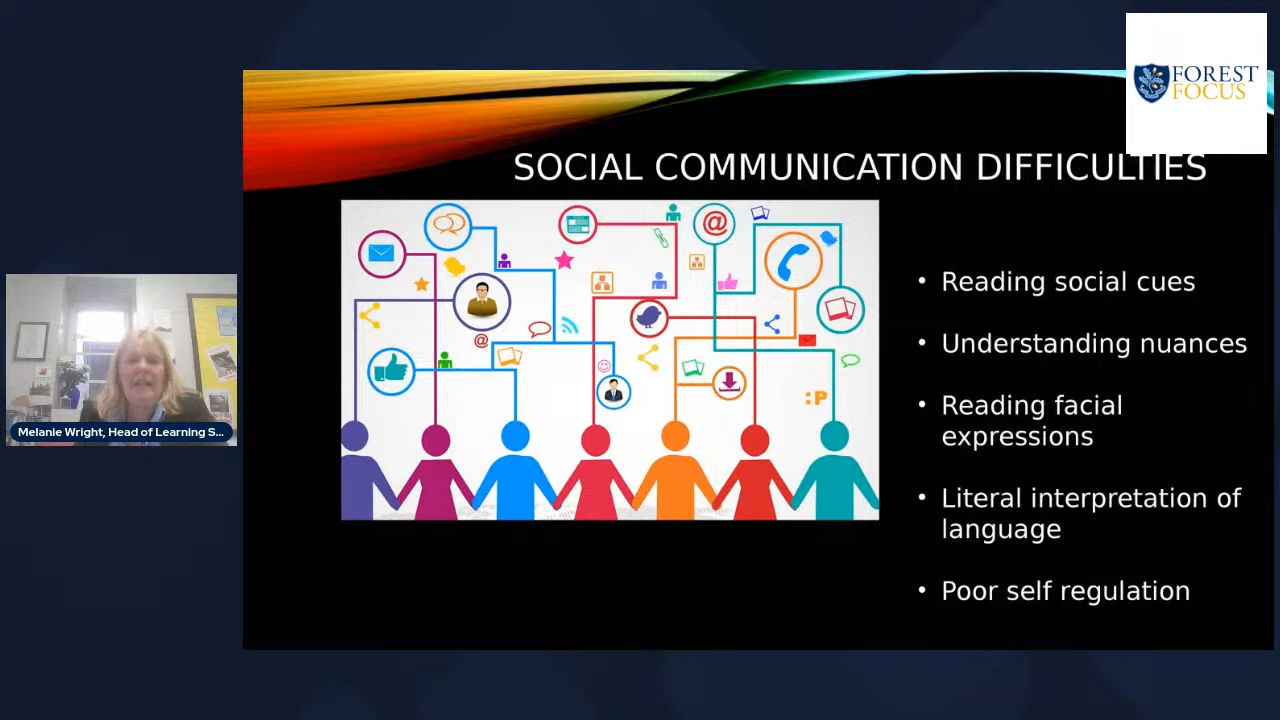 FOREST
FOCUS
SOCIAL COMMUNICATION DIFFICULTIES
@
@
:P
• Reading social cues
• Understanding nuances
• Reading facial
expressions
• Literal interpretation of
language
• Poor self regulation
Melanie Wright, Head of Learning S...